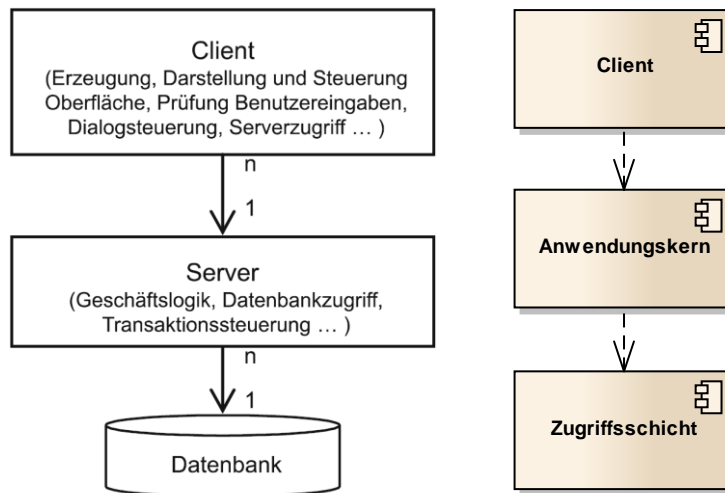 Client
(Erzeugung, Darstellung und Steuerung
Oberfläche, Prüfung Benutzereingaben,
Dialogsteuerung, Serverzugriff ... )
n
1
Server
(Geschäftslogik, Datenbankzugriff,
Transaktionssteuerung ... )
n
1
Datenbank
Client
Anwendungskern
Zugriffsschicht